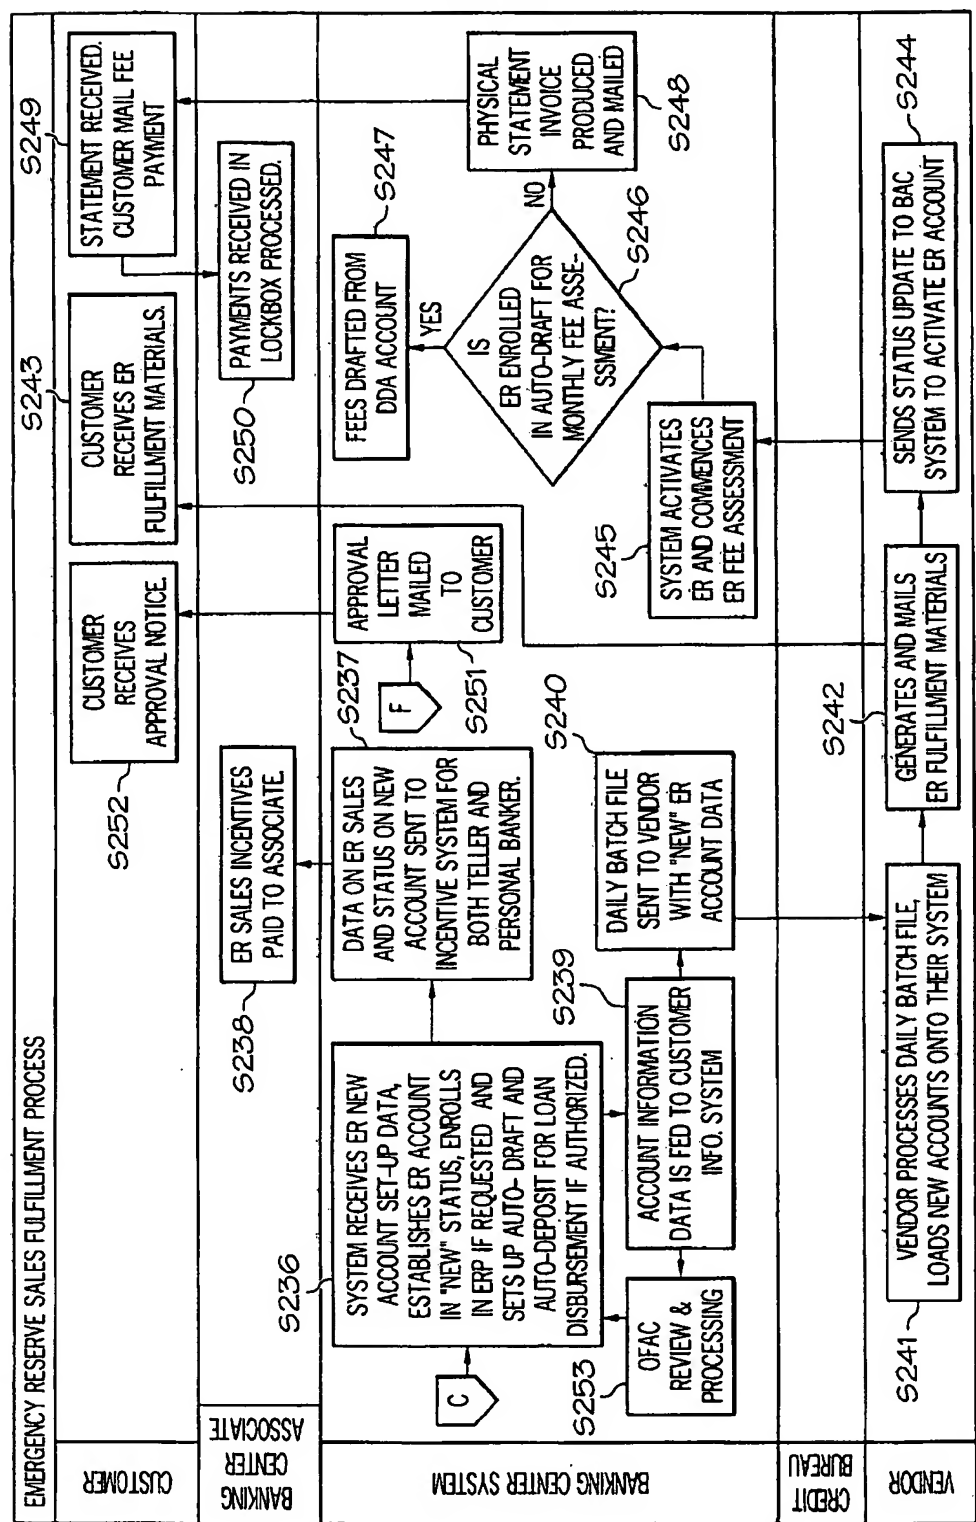 EMERGENCY RESERVE SALES FULFILLMENT PROCESS
CUSTOMER
S252
CUSTOMER
RECEIVES
APPROVAL NOTICE.
S243
CUSTOMER
RECEIVES ER
FULFILLMENT MATERIALS.
S249
STATEMENT RECEIVED.
CUSTOMER MAIL FEE
PAYMENT
BANKING
CENTER
ASSOCIATE
S238
ER SALES INCENTIVES
PAID TO ASSOCIATE.
S250
PAYMENTS RECEIVED IN
LOCKBOX PROCESSED.
BANKING CENTER SYSTEM
C
S236
SYSTEM RECEIVES ER NEW
ACCOUNT SET-UP DATA,
ESTABLISHES ER ACCOUNT
IN "NEW" STATUS, ENROLLS
IN ERP IF REQUESTED AND
SETS UP AUTO- DRAFT AND
AUTO-DEPOSIT FOR LOAN
DISBURSEMENT IF AUTHORIZED.
S253
OFAC
REVIEW &
PROCESSING
S239
ACCOUNT INFORMATION
DATA IS FED TO CUSTOMER
INFO. SYSTEM
S237
DATA ON ER SALES
AND STATUS ON NEW
ACCOUNT SENT TO
INCENTIVE SYSTEM FOR
BOTH TELLER AND
PERSONAL BANKER.
S240
DAILY BATCH FILE
SENT TO VENDOR
WITH "NEW" ER
ACCOUNT DATA
F
S251
APPROVAL
LETTER
MAILED
TO
CUSTOMER
S245
SYSTEM ACTIVATES
ER AND COMMENCES
ER FEE ASSESSMENT
S246
IS
ER ENROLLED
IN AUTO-DRAFT FOR
MONTHLY FEE ASSE-
SSMENT?
YES
NO
S247
FEES DRAFTED FROM
DDA ACCOUNT
S248
PHYSICAL
STATEMENT
INVOICE
PRODUCED
AND MAILED
CREDIT
BUREAU
VENDOR
S241
VENDOR PROCESSES DAILY BATCH FILE,
LOADS NEW ACCOUNTS ONTO THEIR SYSTEM
S242
GENERATES AND MAILS
ER FULFILLMENT MATERIALS
S244
SENDS STATUS UPDATE TO BAC
SYSTEM TO ACTIVATE ER ACCOUNT